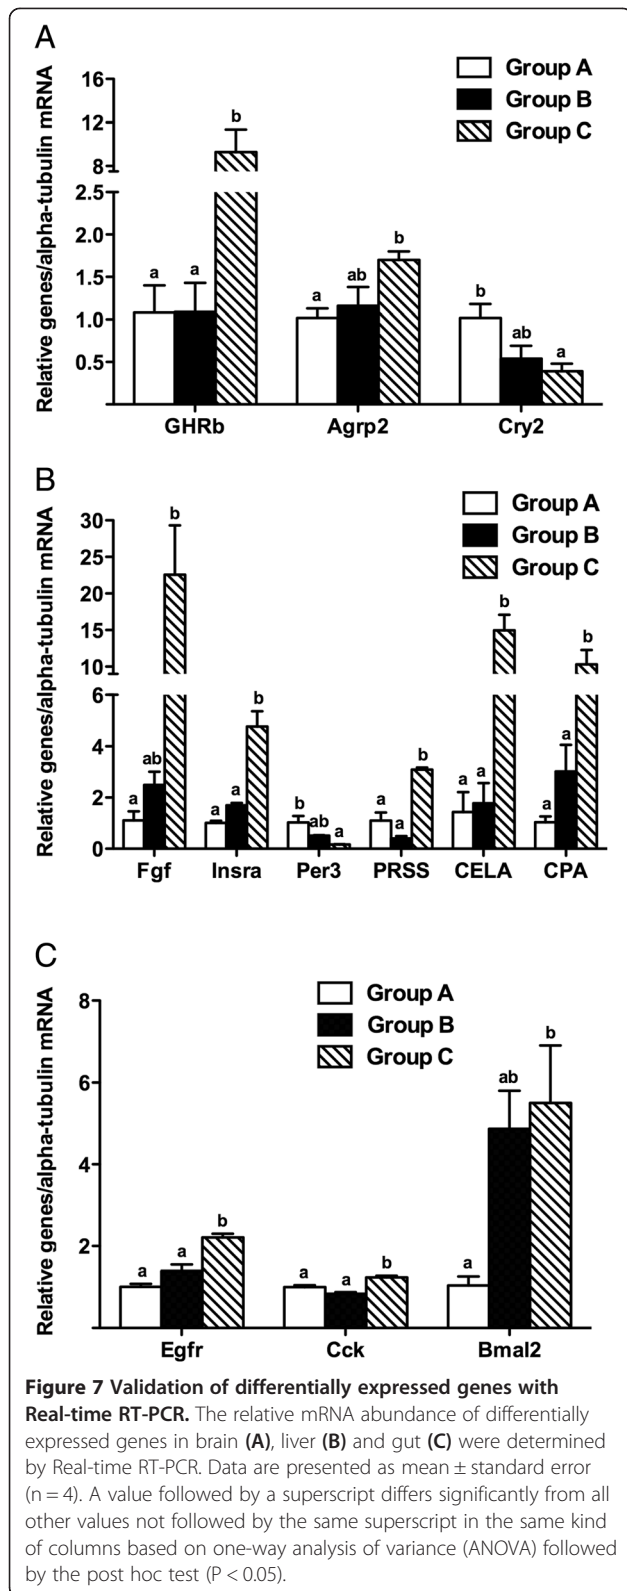 A
Relative genes/alpha-tubulin mRNA
16
12
8
2.5
2.0
1.5
1.0
0.5
Group A
Group B
Group C
a
a
b
a
ab
b
b
ab
a
GHRb
Agrp2
Cry2
B
Relative genes/alpha-tubulin mRNA
30
25
20
15
10
6
4
2
0
Group A
Group B
Group C
a
ab
b
a
a
b
b
ab
a
a
a
b
a
a
b
a
a
b
Fgf
Insra
Per3
PRSS
CELA
CPA
C
Relative genes/alpha-tubulin mRNA
8
6
4
2
Group A
Group B
Group C
a
a
b
a
a
b
a
ab
b
Egfr
Cck
Bmal2
Figure 7 Validation of differentially expressed genes with
Real-time RT-PCR. The relative mRNA abundance of differentially
expressed genes in brain (A), liver (B) and gut (C) were determined
by Real-time RT-PCR. Data are presented as mean ± standard error
(n = 4). A value followed by a superscript differs significantly from all
other values not followed by the same superscript in the same kind
of columns based on one-way analysis of variance (ANOVA) followed
by the post hoc test (P < 0.05).